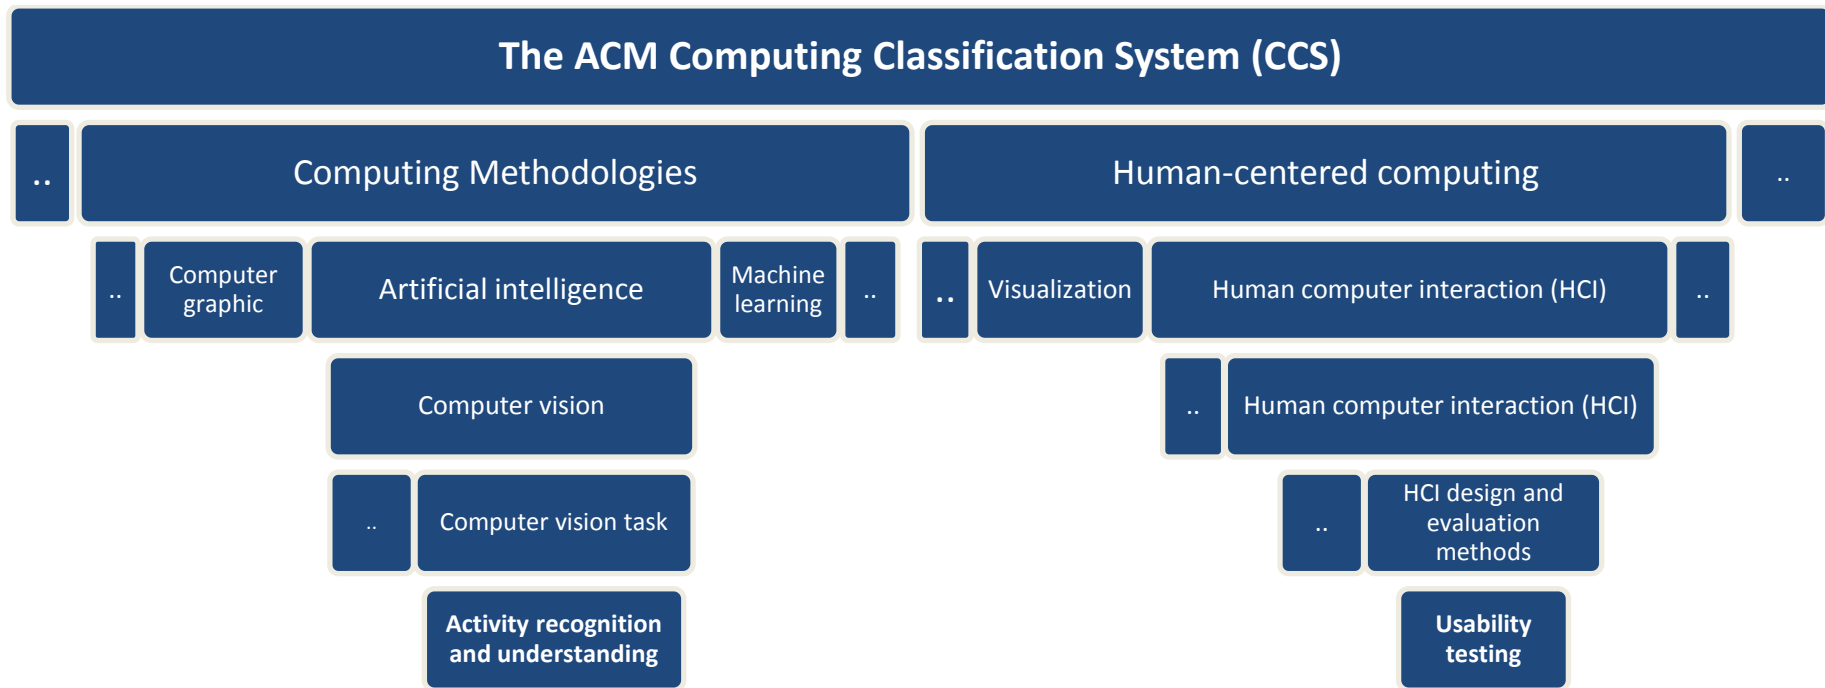 The ACM Computing Classification System (CCS)
..
Computing Methodologies
Human-centered computing
..
..
Computer
graphic
Artificial intelligence
Machine
learning
..
..
Visualization
Human computer interaction (HCI)
..
Computer vision
..
Human computer interaction (HCI)
..
Computer vision task
..
HCI design and
evaluation
methods
Activity recognition
and understanding
Usability
testing